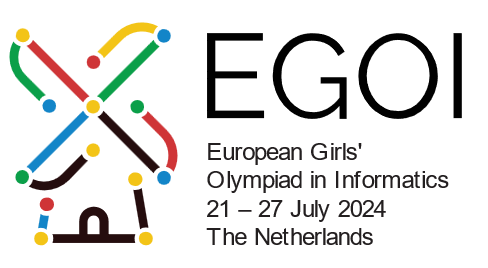 EGOI
European Girls'
Olympiad in Informatics
21 – 27 July 2024
The Netherlands